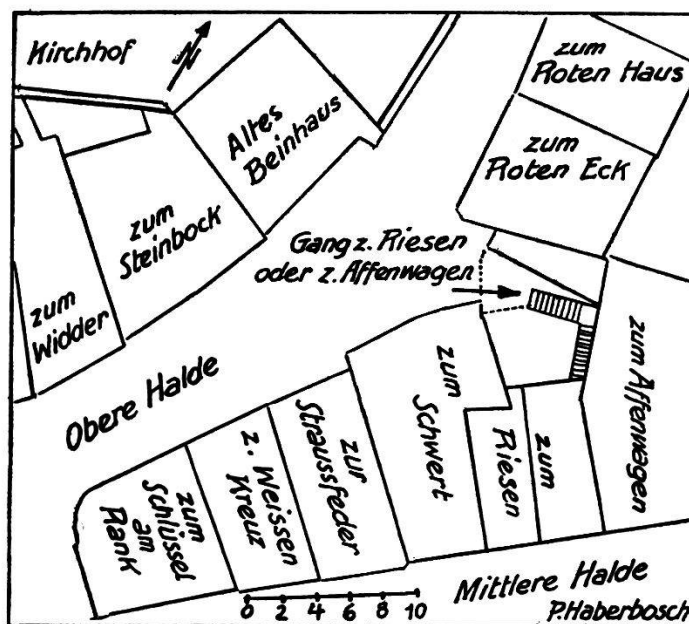 Kirchhof
N
zum
Roten Haus
Altes
Beinhaus
zum
Roten Eck
zum
Steinbock
Gang z. Riesen
oder z. Affenwagen
zum
Widder
zum Affenwagen
Obere Halde
zum
Schwert
zur
Straussfeder
z. Weissen
Kreuz
zum
Schlüssel
am
Rank
Riesen
zum
Mittlere Halde
0 2 4 6 8 10
P.Haberbosch